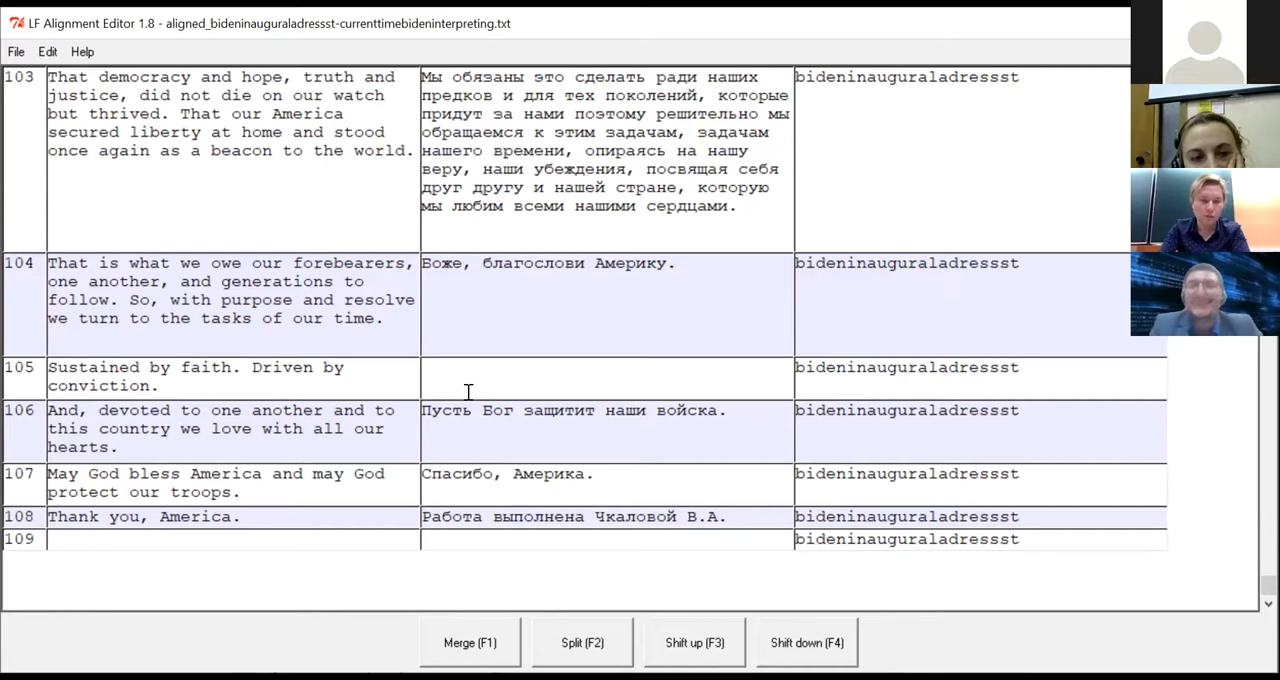 LF Alignment Editor 1.8 - aligned_bideninauguraladressst-currenttimebideninterpreting.txt
File Edit Help
103
That democracy and hope, truth and
justice, did not die on our watch
but thrived. That our America
secured liberty at home and stood
once again as a beacon to the world.
Мы обязаны это сделать ради наших
предков и для тех поколений, которые
придут за нами поэтому решительно мы
обращаемся к этим задачам, задачам
нашего времени, опираясь на нашу
веру, наши убеждения, посвящая себя
друг другу и нашей стране, которую
мы любим всеми нашими сердцами.
bideninauguraladressst
104
That is what we owe our forebearers,
one another, and generations to
follow. So, with purpose and resolve
we turn to the tasks of our time.
Боже, благослови Америку.
bideninauguraladressst
105
Sustained by faith. Driven by
conviction.
bideninauguraladressst
106
And, devoted to one another and to
this country we love with all our
hearts.
Пусть Бог защитит наши войска.
bideninauguraladressst
107
May God bless America and may God
protect our troops.
Спасибо, Америка.
bideninauguraladressst
108
Thank you, America.
Работа выполнена Чкаловой В.А.
bideninauguraladressst
109
bideninauguraladressst
Merge (F1) Split (F2) Shift up (F3) Shift down (F4)